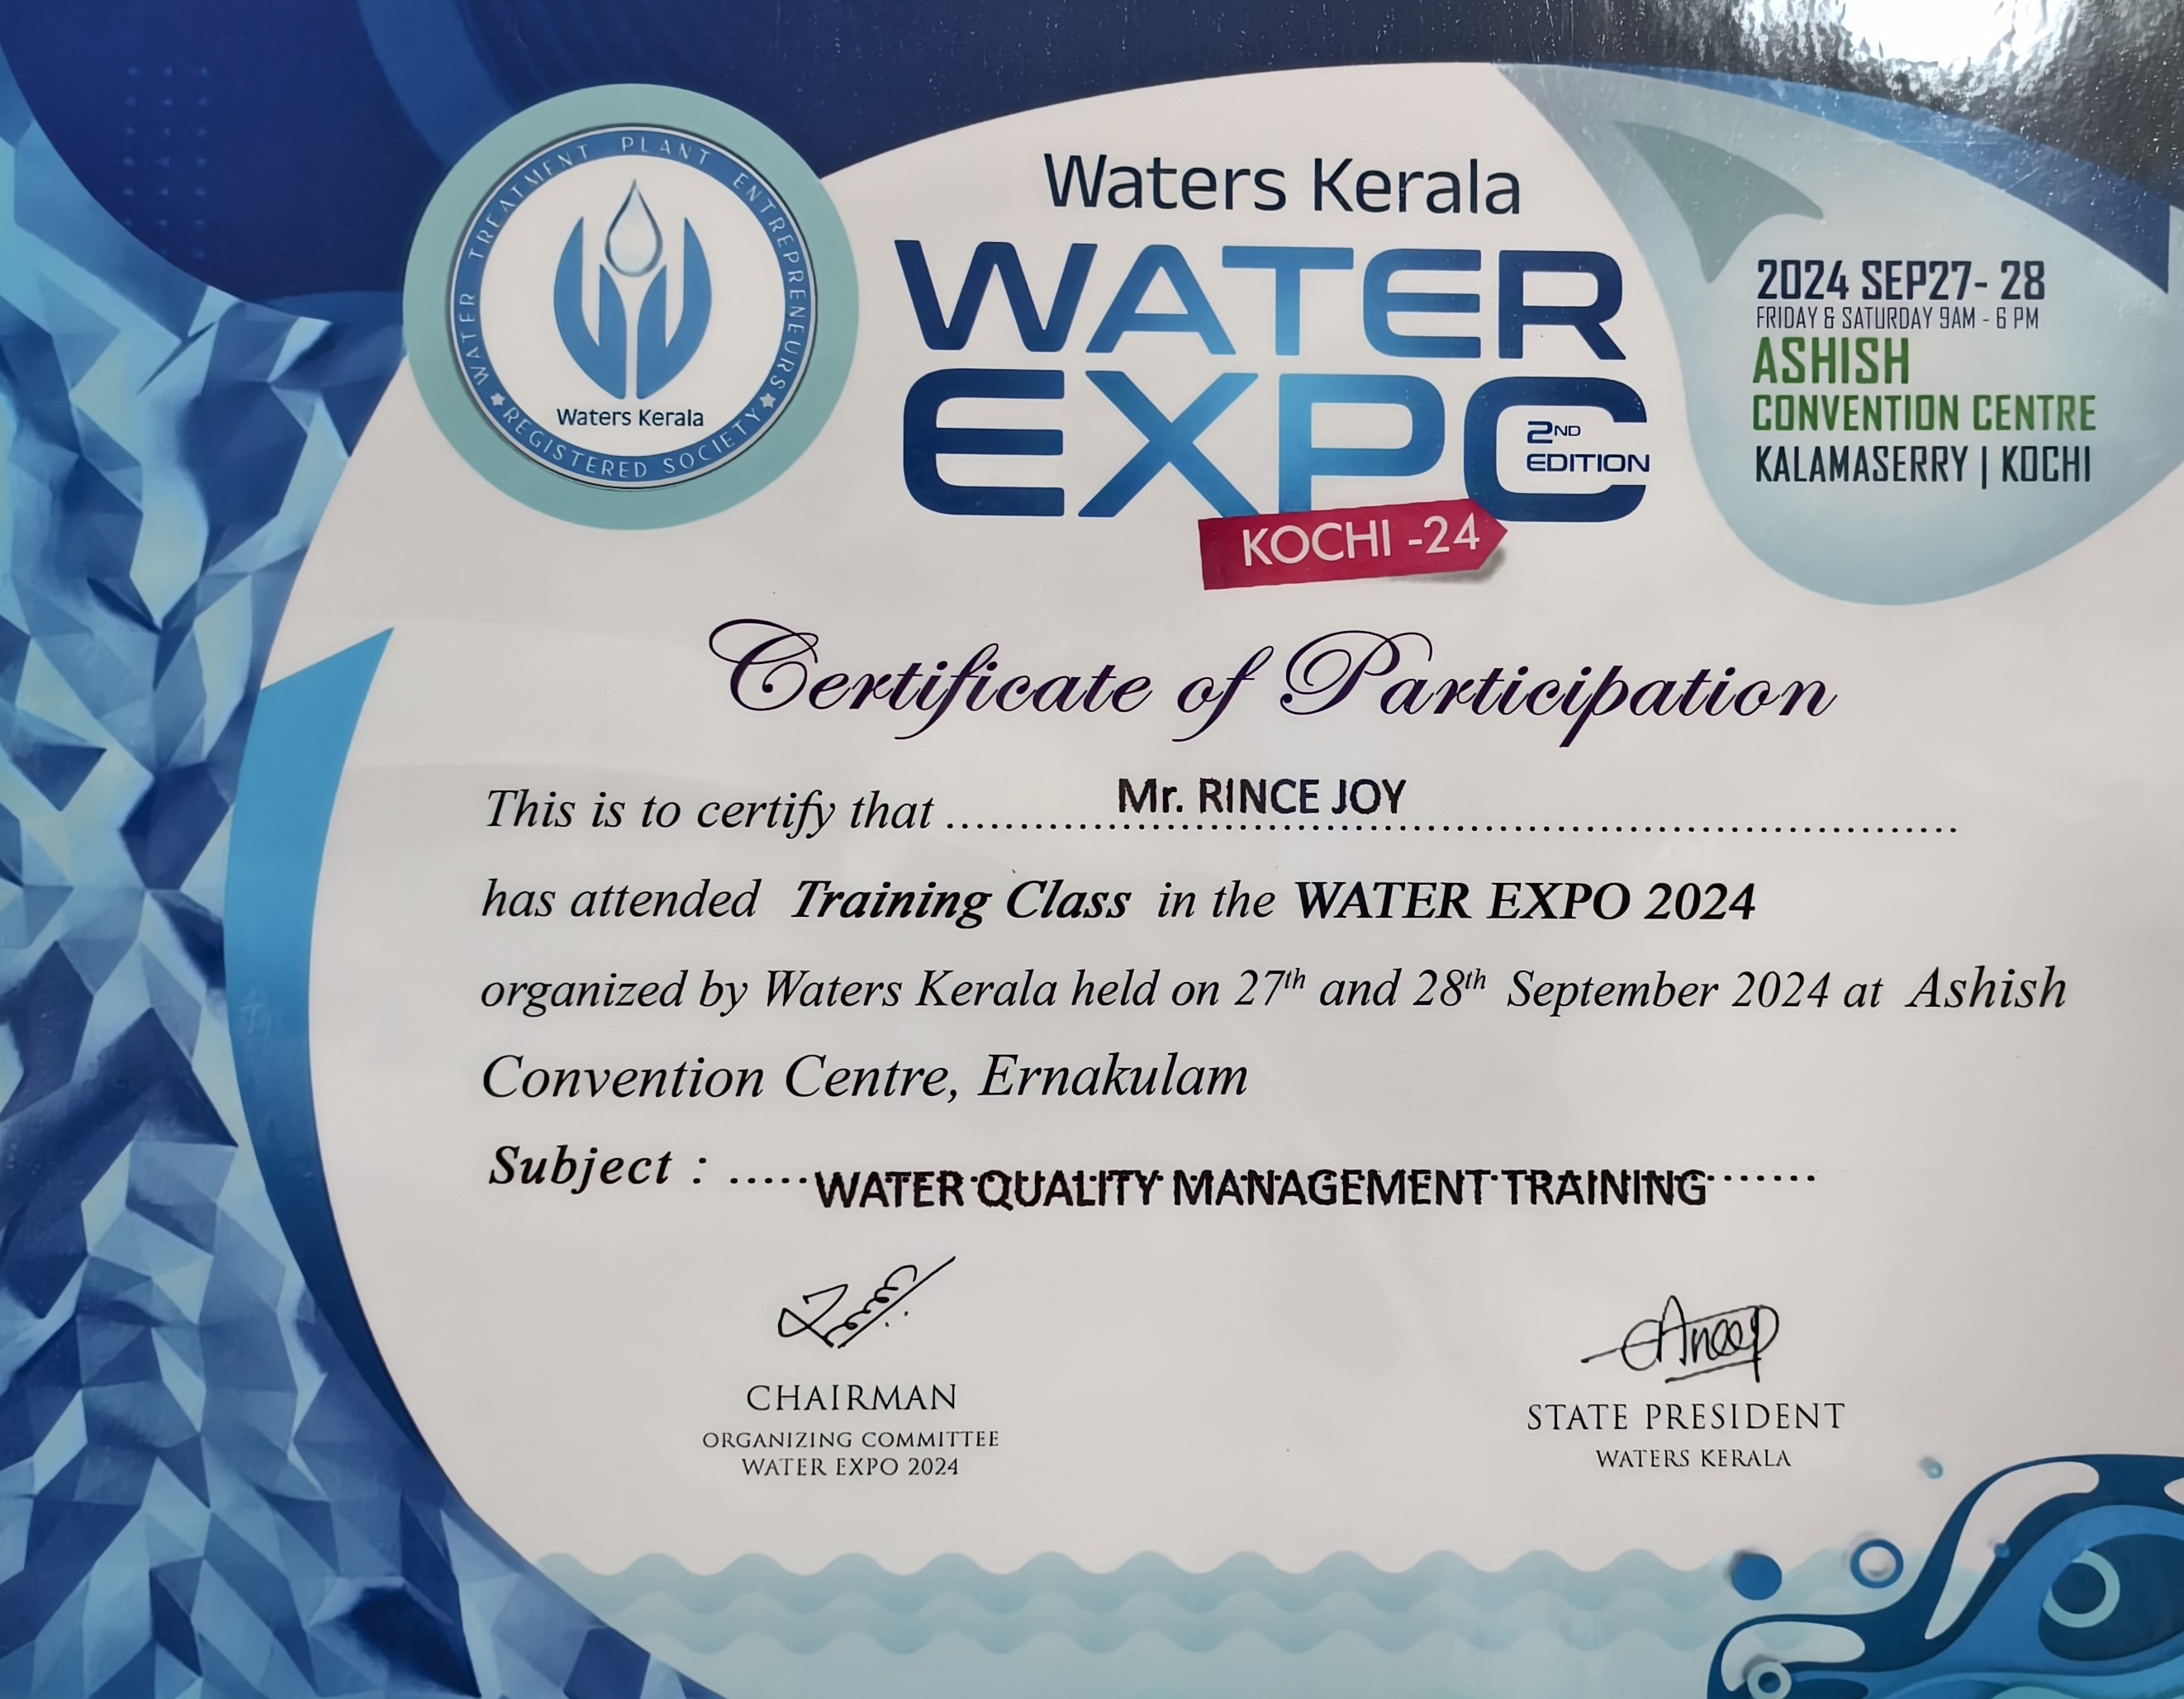 WATER TREATMENT PLANT ENTREPRENEURS
Waters Kerala
REGISTERED SOCIETY
Waters Kerala
WATER
EXPO
2ND
EDITION
KOCHI -24
2024 SEP27- 28
FRIDAY & SATURDAY 9AM - 6 PM
ASHISH
CONVENTION CENTRE
KALAMASERRY | KOCHI
Certificate of Participation
This is to certify that Mr. RINCE JOY
has attended Training Class in the WATER EXPO 2024
organized by Waters Kerala held on 27th and 28th September 2024 at Ashish
Convention Centre, Ernakulam
Subject : WATER QUALITY MANAGEMENT TRAINING
Anoop
CHAIRMAN
ORGANIZING COMMITTEE
WATER EXPO 2024
STATE PRESIDENT
WATERS KERALA